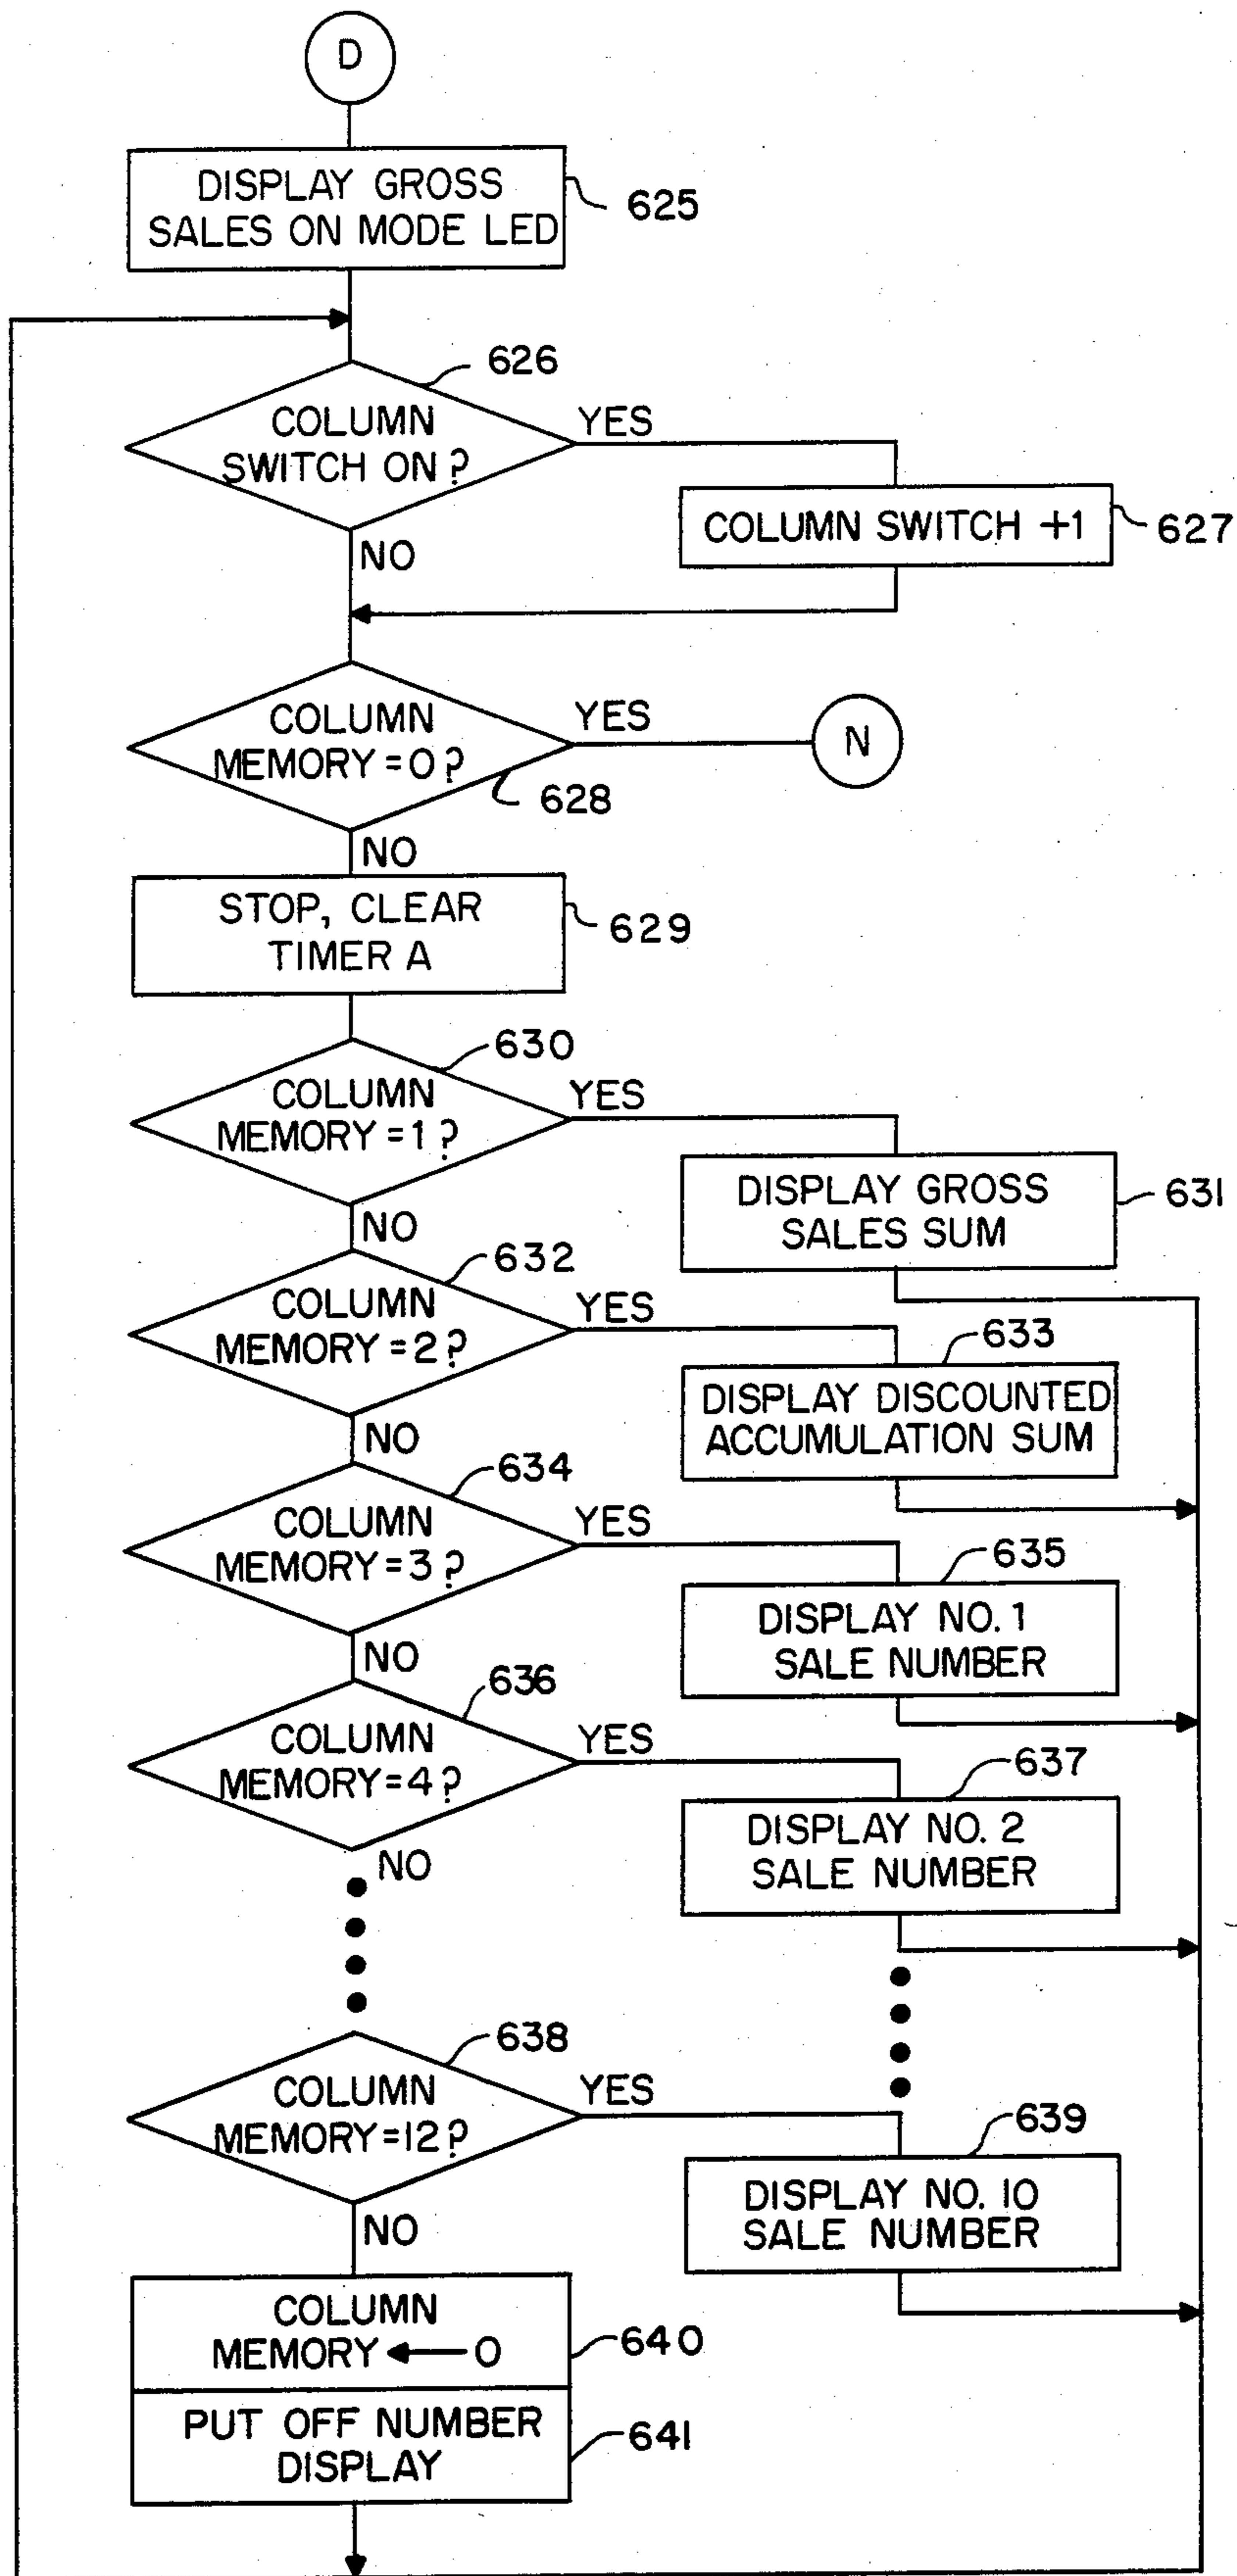 D
DISPLAY GROSS
SALES ON MODE LED
625
626
COLUMN
SWITCH ON?
YES
COLUMN SWITCH +1
627
NO
COLUMN
MEMORY=0?
YES
N
628
NO
STOP, CLEAR
TIMER A
629
630
COLUMN
MEMORY=1?
YES
DISPLAY GROSS
SALES SUM
631
NO
632
COLUMN
MEMORY=2?
YES
633
DISPLAY DISCOUNTED
ACCUMULATION SUM
NO
634
COLUMN
MEMORY=3?
YES
635
DISPLAY NO. 1
SALE NUMBER
NO
636
COLUMN
MEMORY=4?
YES
637
DISPLAY NO. 2
SALE NUMBER
NO
638
COLUMN
MEMORY=12?
YES
639
DISPLAY NO. 10
SALE NUMBER
NO
COLUMN
MEMORY ← 0
640
PUT OFF NUMBER
DISPLAY
641